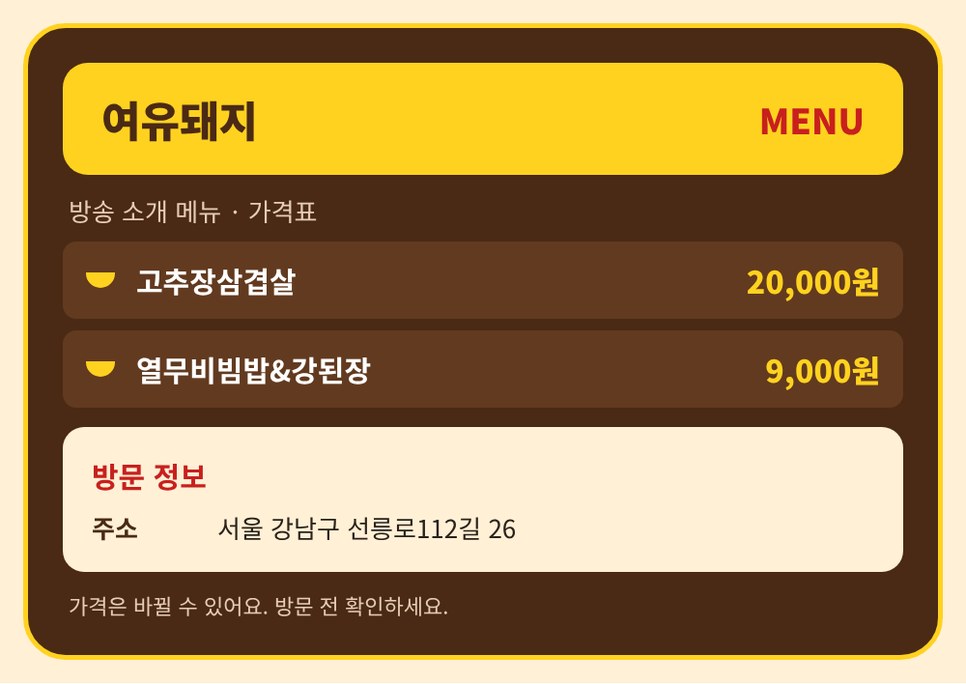 여유돼지 MENU
방송 소개 메뉴 · 가격표
고추장삼겹살 20,000원
열무비빔밥&강된장 9,000원
방문 정보
주소 서울 강남구 선릉로112길 26
가격은 바뀔 수 있어요. 방문 전 확인하세요.